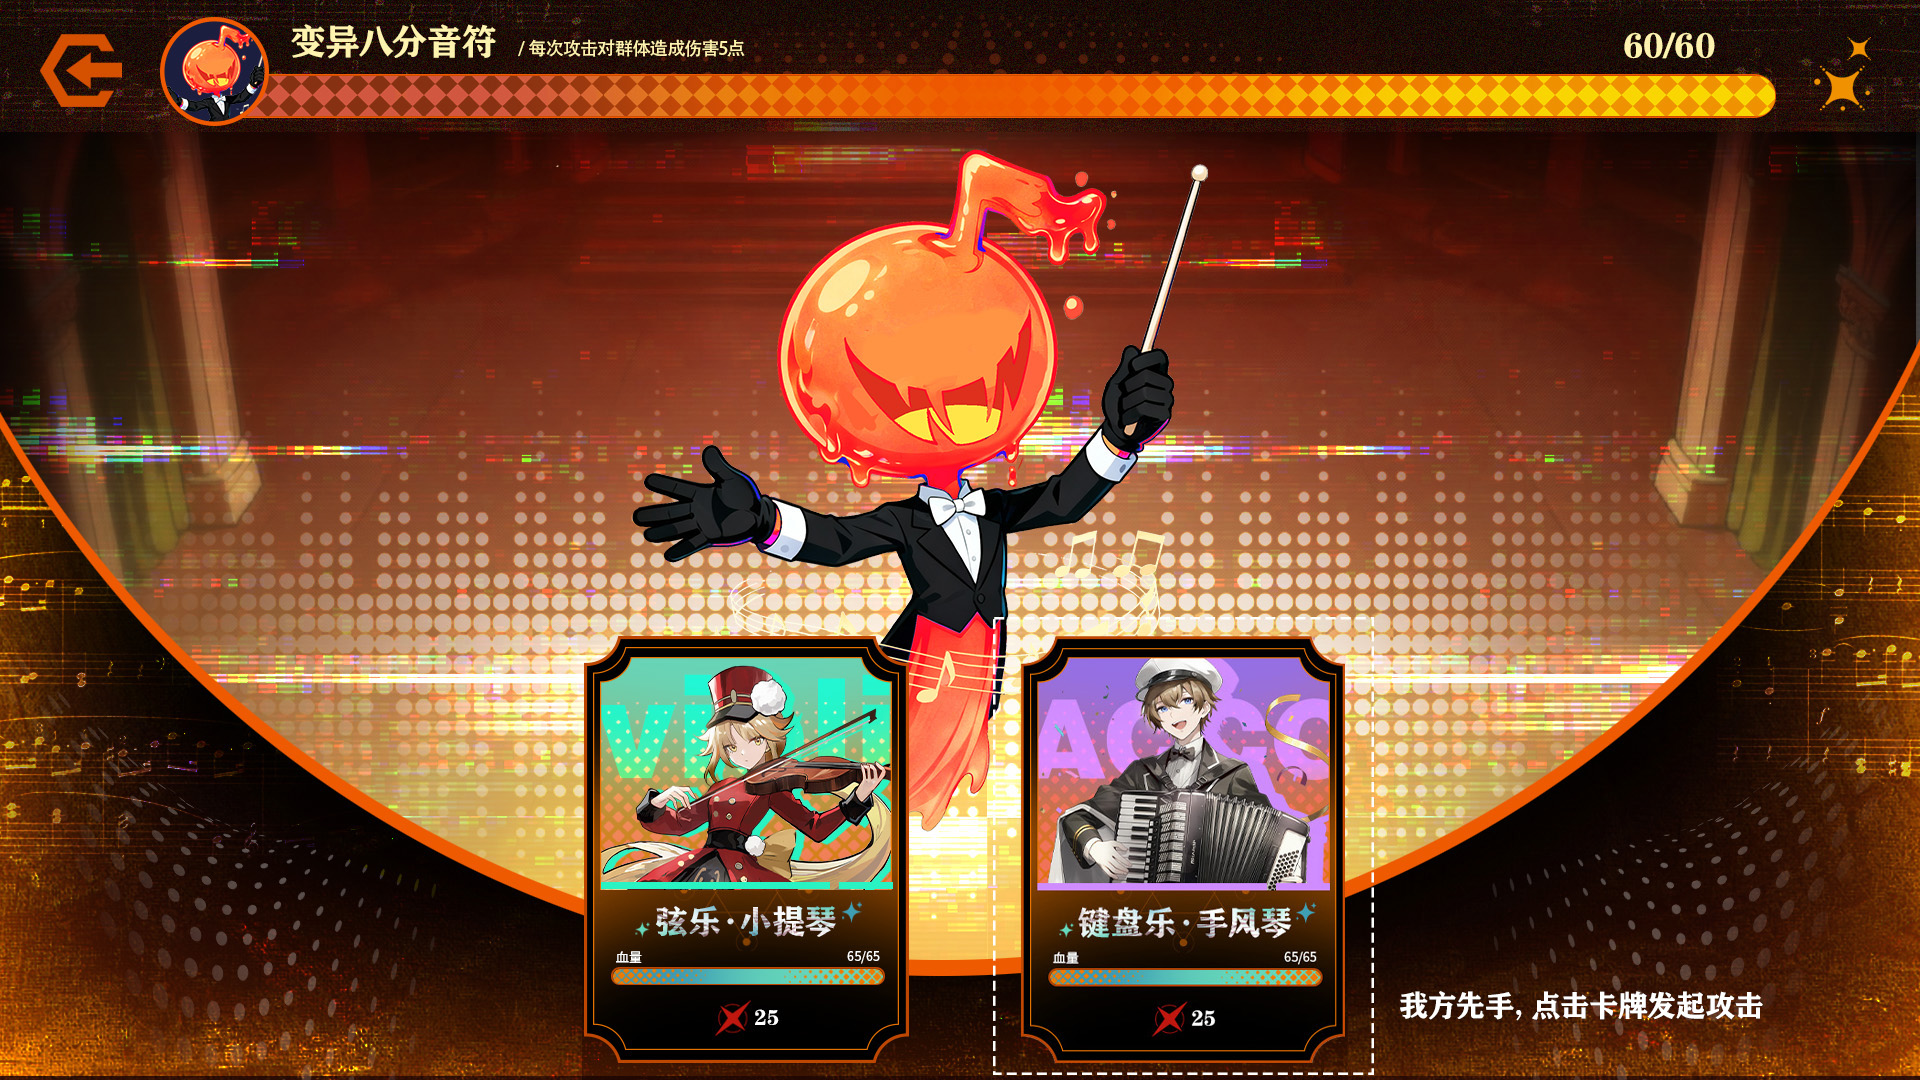 变异八分音符
/ 每次攻击对群体造成伤害5点
60/60
弦乐·小提琴
血量 65/65
25
键盘乐·手风琴
血量 65/65
25
我方先手，点击卡牌发起攻击